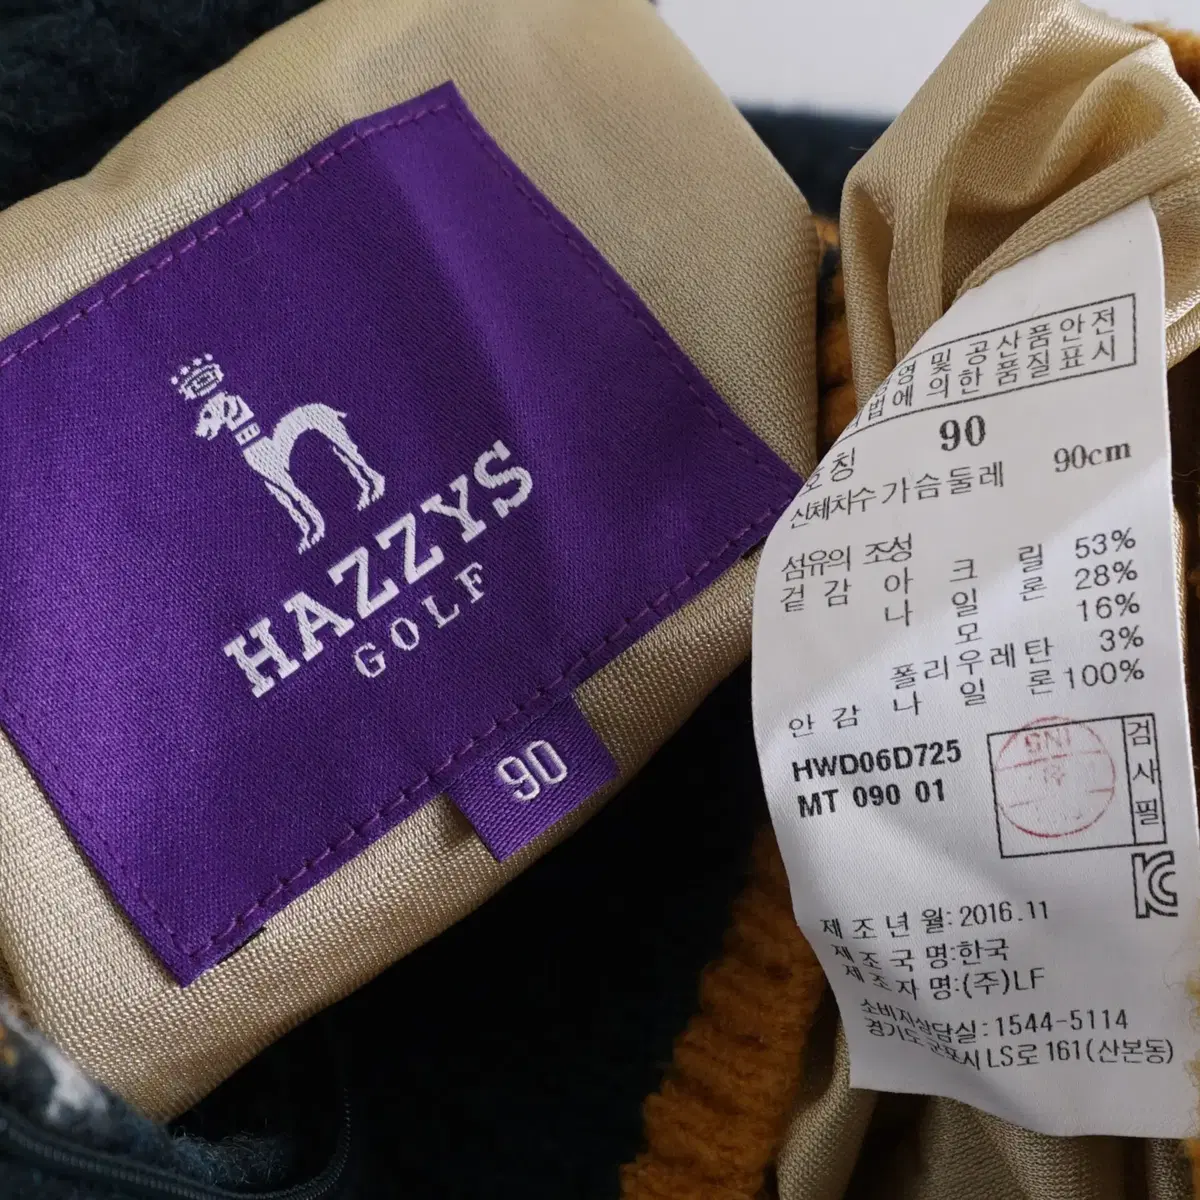 HAZZYS
GOLF
90
및 공산품안전
법에 의한 품질표시
호칭 90
신체치수 가슴둘레 90cm
섬유의 조성
겉감 아크릴 53%
나일론 28%
모 16%
폴리우레탄 3%
안감 나일론 100%
HWD06D725
MT 090 01
검사필
제조년월: 2016.11
제조국명:한국
제조자명:(주)LF
소비자상담실: 1544-5114
경기도 군포시 LS로 161(산본동)